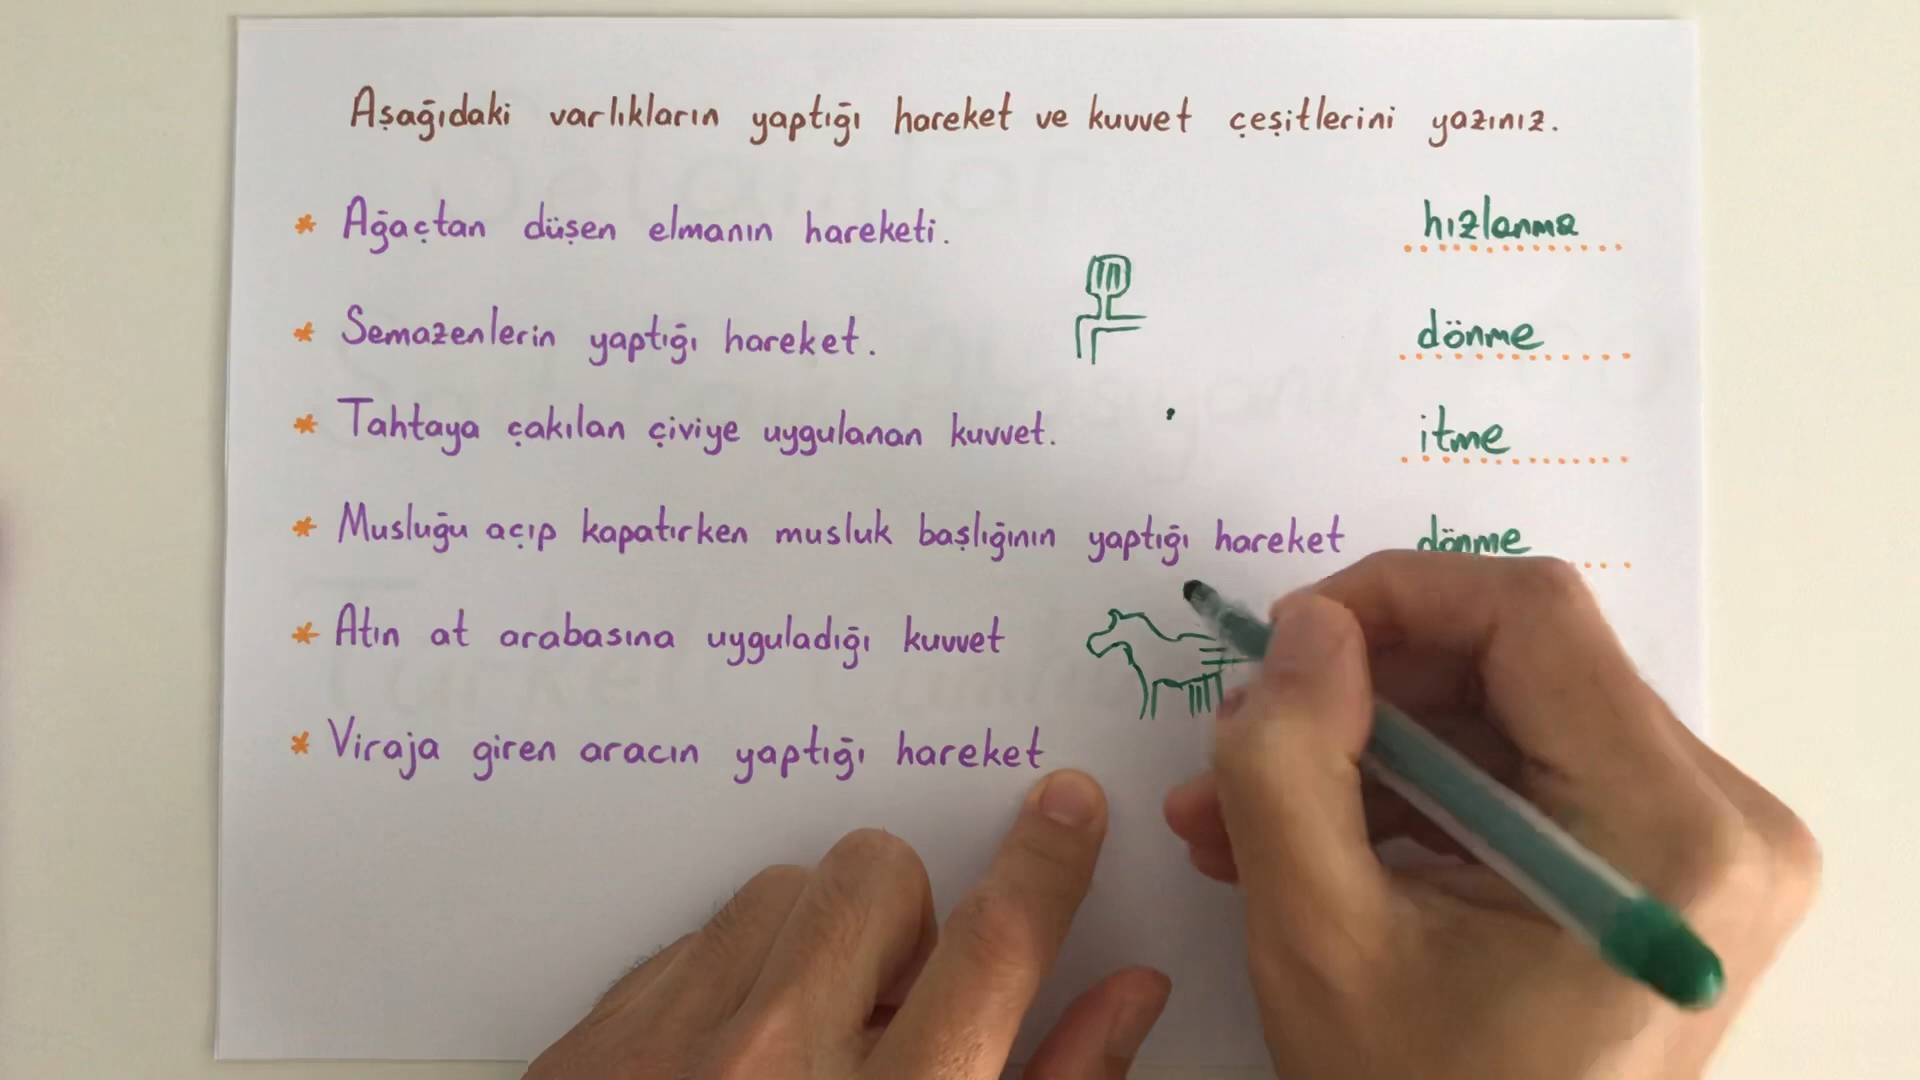 Aşağıdaki varlıkların yaptığı hareket ve kuvvet çeşitlerini yazınız.
* Ağaçtan düşen elmanın hareketi. hızlanma
* Semazenlerin yaptığı hareket. dönme
* Tahtaya çakılan çiviye uygulanan kuvvet. itme
* Musluğu açıp kapatırken musluk başlığının yaptığı hareket dönme
* Atın at arabasına uyguladığı kuvvet
* Viraja giren aracın yaptığı hareket